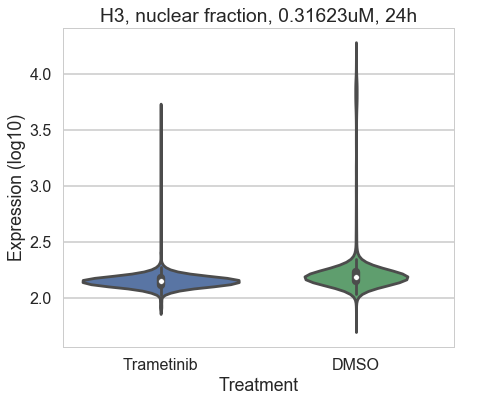 H3, nuclear fraction, 0.31623uM, 24h
Expression (log10)
4.0
3.5
3.0
2.5
2.0
Trametinib
DMSO
Treatment